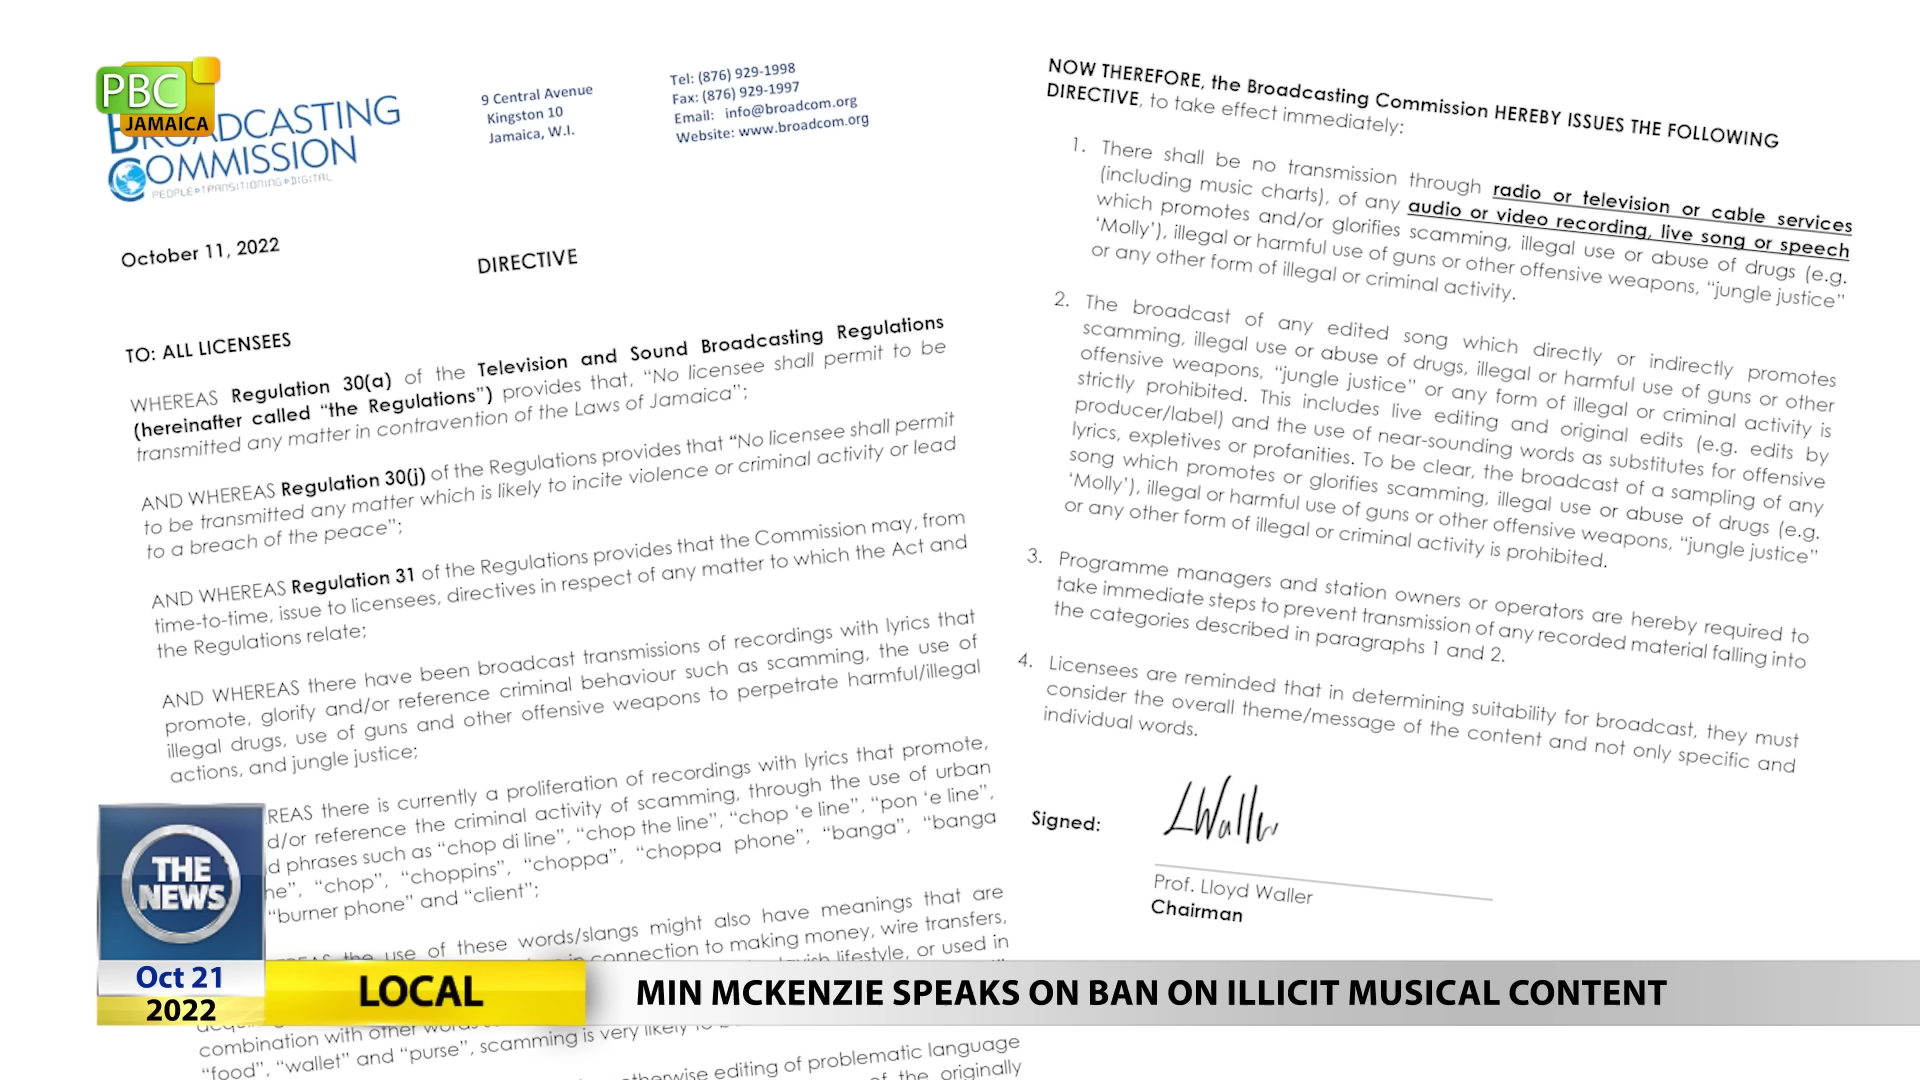 PBC
JAMAICA
BROADCASTING
COMMISSION
PEOPLE▸TRANSITIONING▸DIGITAL
9 Central Avenue
Kingston 10
Jamaica, W.I.
Tel: (876) 929-1998
Fax: (876) 929-1997
Email: info@broadcom.org
Website: www.broadcom.org
October 11, 2022
DIRECTIVE
TO: ALL LICENSEES
WHEREAS Regulation 30(a) of the Television and Sound Broadcasting Regulations
(hereinafter called “the Regulations”) provides that, “No licensee shall permit to be
transmitted any matter in contravention of the Laws of Jamaica”;
AND WHEREAS Regulation 30(j) of the Regulations provides that “No licensee shall permit
to be transmitted any matter which is likely to incite violence or criminal activity or lead
to a breach of the peace”;
AND WHEREAS Regulation 31 of the Regulations provides that the Commission may, from
time-to-time, issue to licensees, directives in respect of any matter to which the Act and
the Regulations relate;
AND WHEREAS there have been broadcast transmissions of recordings with lyrics that
promote, glorify and/or reference criminal behaviour such as scamming, the use of
illegal drugs, use of guns and other offensive weapons to perpetrate harmful/illegal
actions, and jungle justice;
REAS there is currently a proliferation of recordings with lyrics that promote,
d/or reference the criminal activity of scamming, through the use of urban
d phrases such as “chop di line”, “chop the line”, “chop ‘e line”, “pon ‘e line”,
ne”, “chop”, “choppins”, “choppa”, “choppa phone”, “banga”, “banga
“burner phone” and “client”;
the use of these words/slangs might also have meanings that are
connection to making money, wire transfers,
lifestyle, or used in
combination with other
“food”, “wallet” and “purse”, scamming is very likely to
otherwise editing of problematic language
of the originally
NOW THEREFORE, the Broadcasting Commission HEREBY ISSUES THE FOLLOWING
DIRECTIVE, to take effect immediately:
1. There shall be no transmission through radio or television or cable services
(including music charts), of any audio or video recording, live song or speech
which promotes and/or glorifies scamming, illegal use or abuse of drugs (e.g.
‘Molly’), illegal or harmful use of guns or other offensive weapons, “jungle justice”
or any other form of illegal or criminal activity.
2. The broadcast of any edited song which directly or indirectly promotes
scamming, illegal use or abuse of drugs, illegal or harmful use of guns or other
offensive weapons, “jungle justice” or any form of illegal or criminal activity is
strictly prohibited. This includes live editing and original edits (e.g. edits by
producer/label) and the use of near-sounding words as substitutes for offensive
lyrics, expletives or profanities. To be clear, the broadcast of a sampling of any
song which promotes or glorifies scamming, illegal use or abuse of drugs (e.g.
‘Molly’), illegal or harmful use of guns or other offensive weapons, “jungle justice”
or any other form of illegal or criminal activity is prohibited.
3. Programme managers and station owners or operators are hereby required to
take immediate steps to prevent transmission of any recorded material falling into
the categories described in paragraphs 1 and 2.
4. Licensees are reminded that in determining suitability for broadcast, they must
consider the overall theme/message of the content and not only specific and
individual words.
Signed:
LWaller
Prof. Lloyd Waller
Chairman
THE
NEWS
Oct 21
2022
LOCAL
MIN MCKENZIE SPEAKS ON BAN ON ILLICIT MUSICAL CONTENT